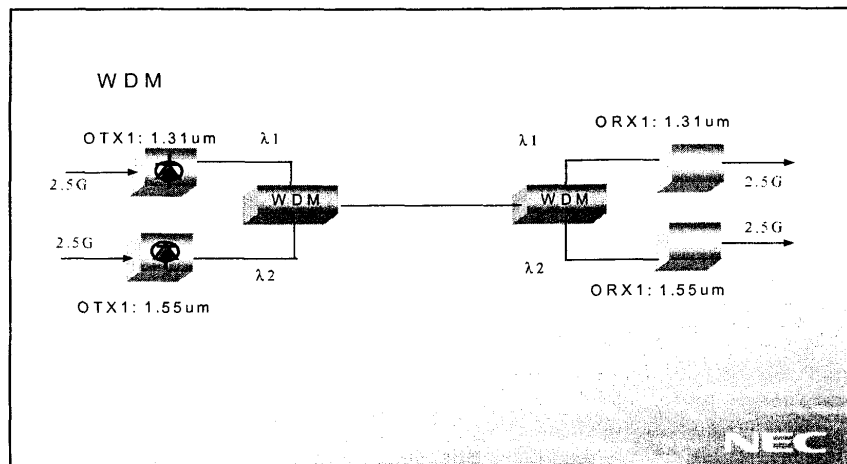 WDM
OTX1: 1.31um
λ1
λ1
ORX1: 1.31um
2.5G
2.5G
WDM
WDM
2.5G
2.5G
λ2
λ2
OTX1: 1.55um
ORX1: 1.55um
NEC